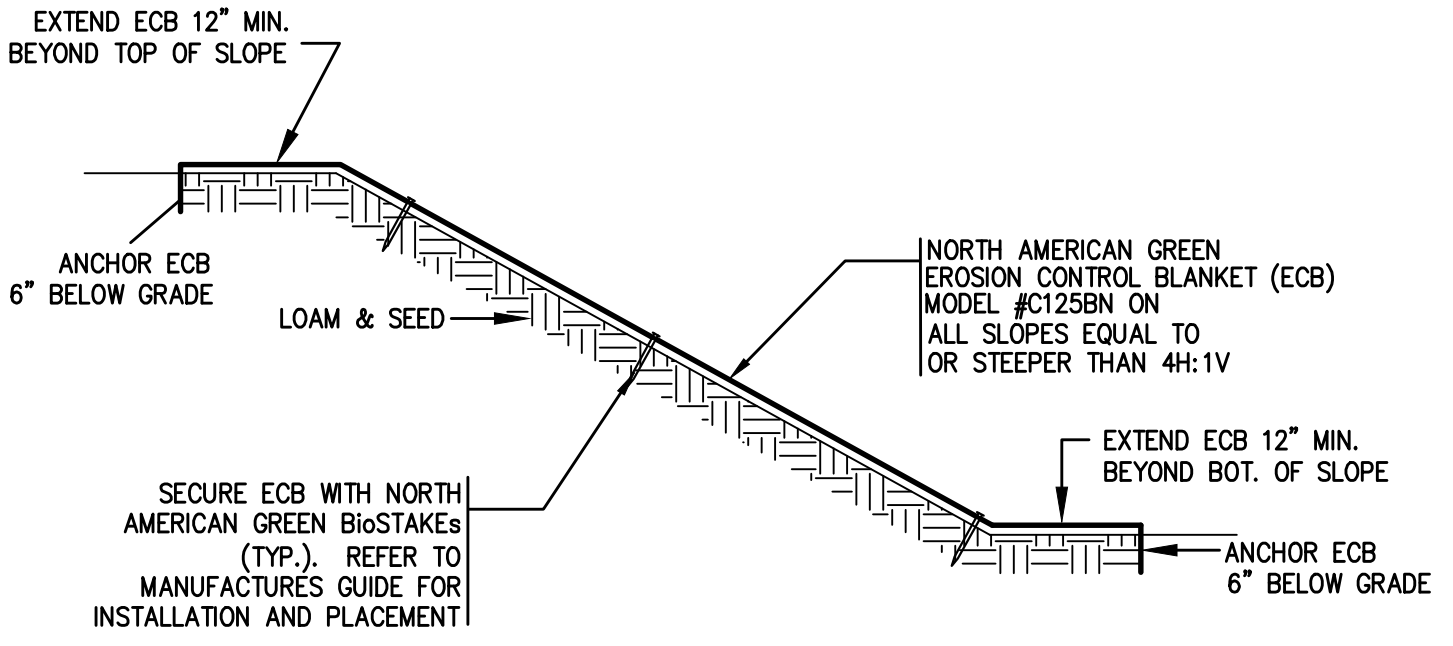 EXTEND ECB 12” MIN.
BEYOND TOP OF SLOPE
ANCHOR ECB
6” BELOW GRADE
LOAM & SEED
NORTH AMERICAN GREEN
EROSION CONTROL BLANKET (ECB)
MODEL #C125BN ON
ALL SLOPES EQUAL TO
OR STEEPER THAN 4H:1V
EXTEND ECB 12” MIN.
BEYOND BOT. OF SLOPE
SECURE ECB WITH NORTH
AMERICAN GREEN BioSTAKEs
(TYP.). REFER TO
MANUFACTURES GUIDE FOR
INSTALLATION AND PLACEMENT
ANCHOR ECB
6” BELOW GRADE